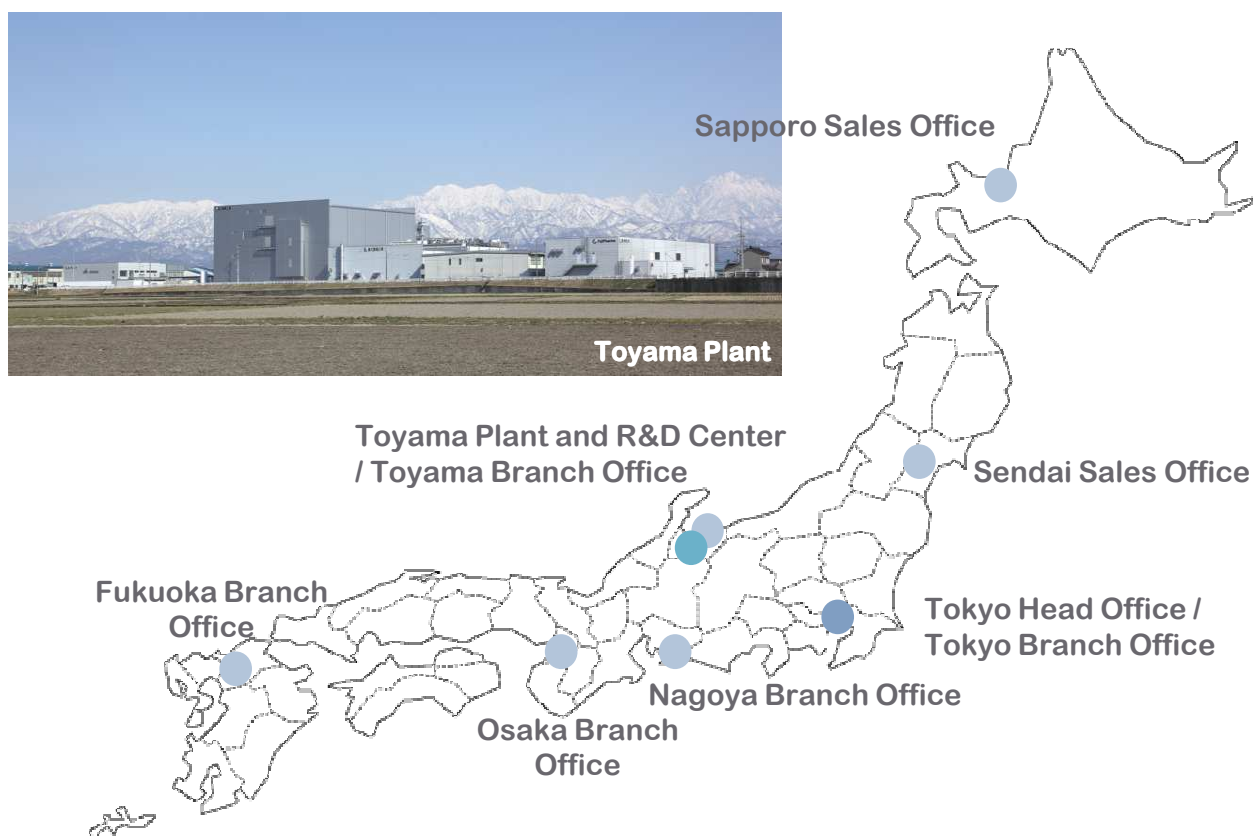 Sapporo Sales Office
Toyama Plant
Toyama Plant and R&D Center
/ Toyama Branch Office
Sendai Sales Office
Fukuoka Branch
Office
Tokyo Head Office /
Tokyo Branch Office
Nagoya Branch Office
Osaka Branch
Office